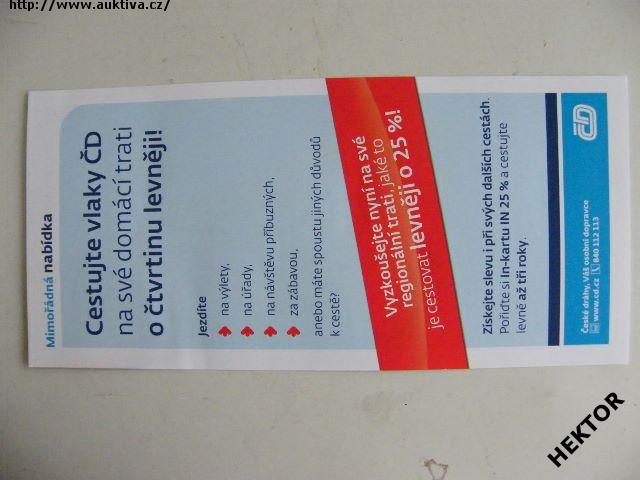 http://www.auktiva.cz/
Mimořádná nabídka
Cestujte vlaky ČD
na své domácí trati
o čtvrtinu levněji!
Jezdíte
na výlety,
na úřady,
na návštěvu příbuzných,
za zábavou,
anebo máte spoustu jiných důvodů
k cestě?
Vyzkoušejte nyní na své
regionální trati, jaké to
je cestovat levněji o 25 %!
Získejte slevu i při svých dalších cestách.
Pořiďte si In-kartu IN 25 % a cestujte
levně až tři roky.
České dráhy, Váš osobní dopravce
www.cd.cz 840 112 113
ČD
HEKTOR